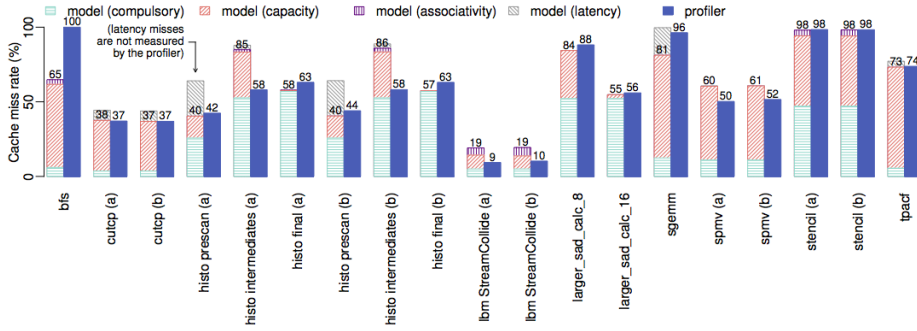 model (compulsory) model (capacity) model (associativity) model (latency) profiler
Cache miss rate (%)
100
50
0
(latency misses
are not measured
by the profiler)
65 100
38 37
37 37
40 42
85 58
58 63
40 44
86 58
57 63
19 9
19 10
84 88
55 56
81 96
60 50
61 52
98 98
98 98
73 74
bfs
cutcp (a)
cutcp (b)
histo prescan (a)
histo intermediates (a)
histo final (a)
histo prescan (b)
histo intermediates (b)
histo final (b)
lbm StreamCollide (a)
lbm StreamCollide (b)
larger_sad_calc_8
larger_sad_calc_16
sgemm
spmv (a)
spmv (b)
stencil (a)
stencil (b)
tpacf